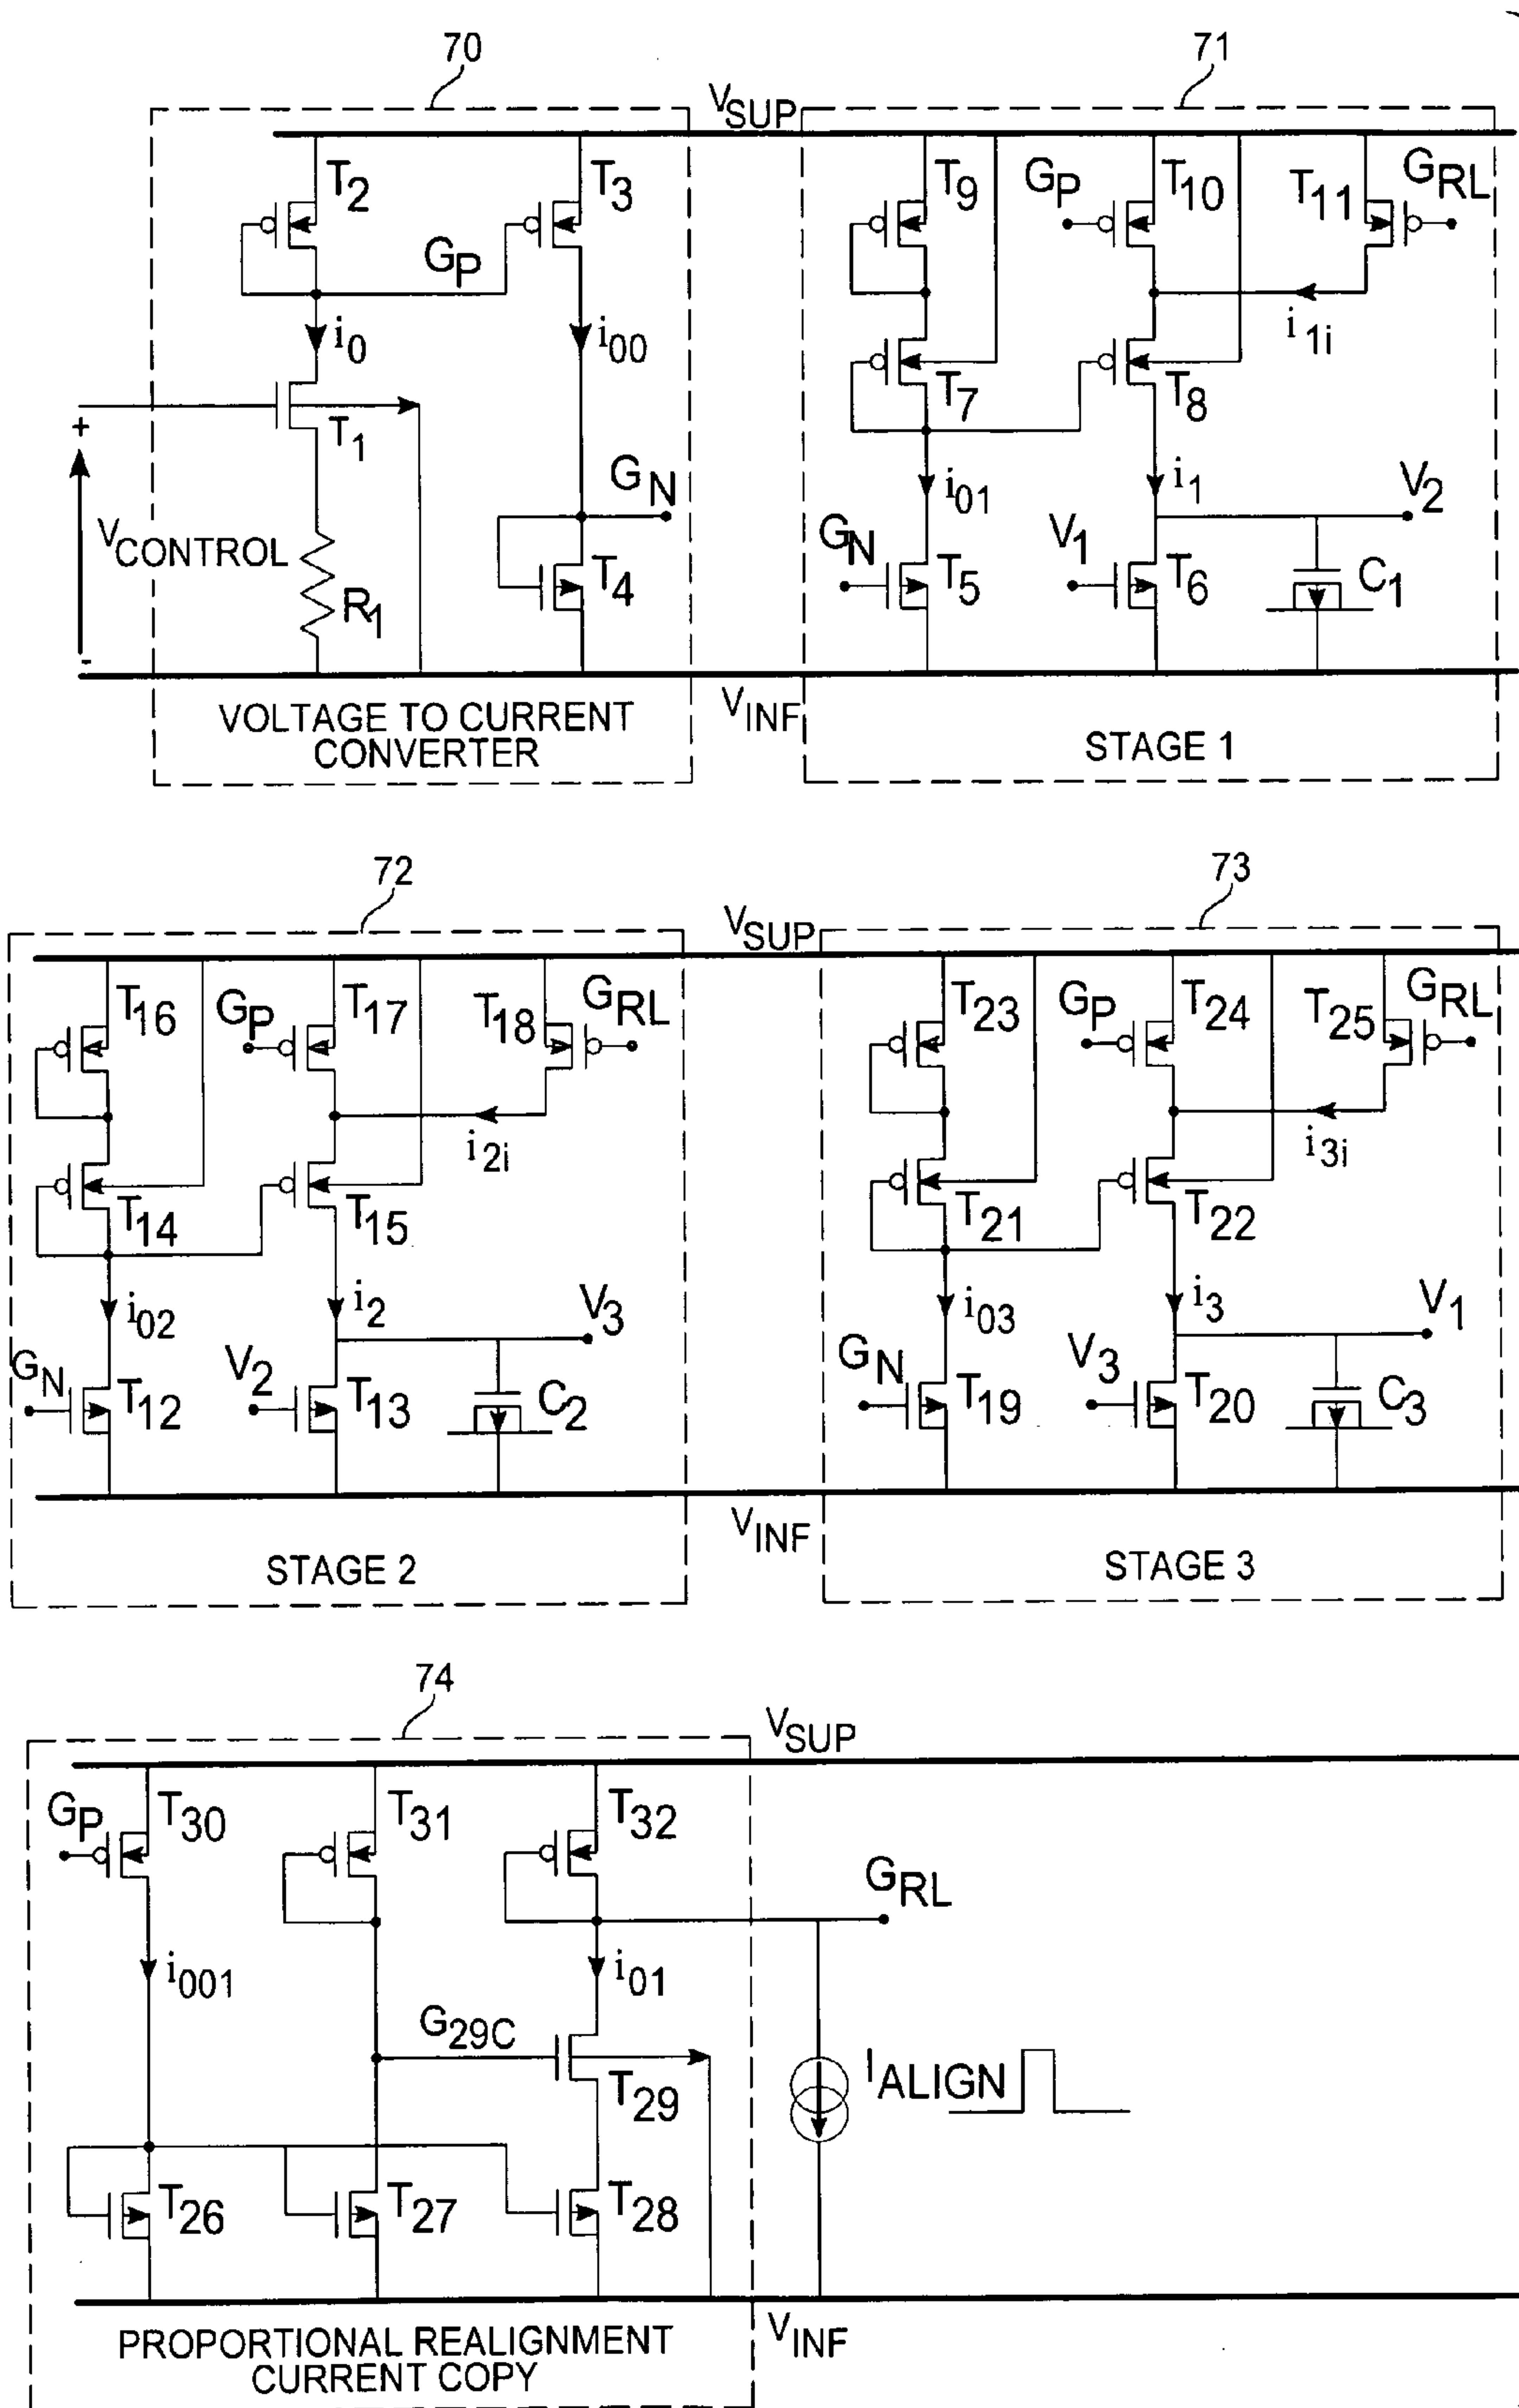 70
71
VSUP
T2
T3
T9
GP
T10
T11
GRL
GP
i0
i00
i1i
T1
T7
T8
+
GN
i01
i1
V2
VCONTROL
GN
V1
R1
T4
T5
T6
C1
-
VINF
VOLTAGE TO CURRENT
CONVERTER
STAGE 1
72
73
VSUP
T16
GP
T17
T18
GRL
T23
GP
T24
T25
GRL
i2i
i3i
T14
T15
T21
T22
i02
i2
V3
i03
i3
V1
GN
V2
GN
V3
T12
T13
C2
T19
T20
C3
VINF
STAGE 2
STAGE 3
74
VSUP
GP
T30
T31
T32
GRL
i001
i01
G29C
T29
IALIGN
T26
T27
T28
VINF
PROPORTIONAL REALIGNMENT
CURRENT COPY